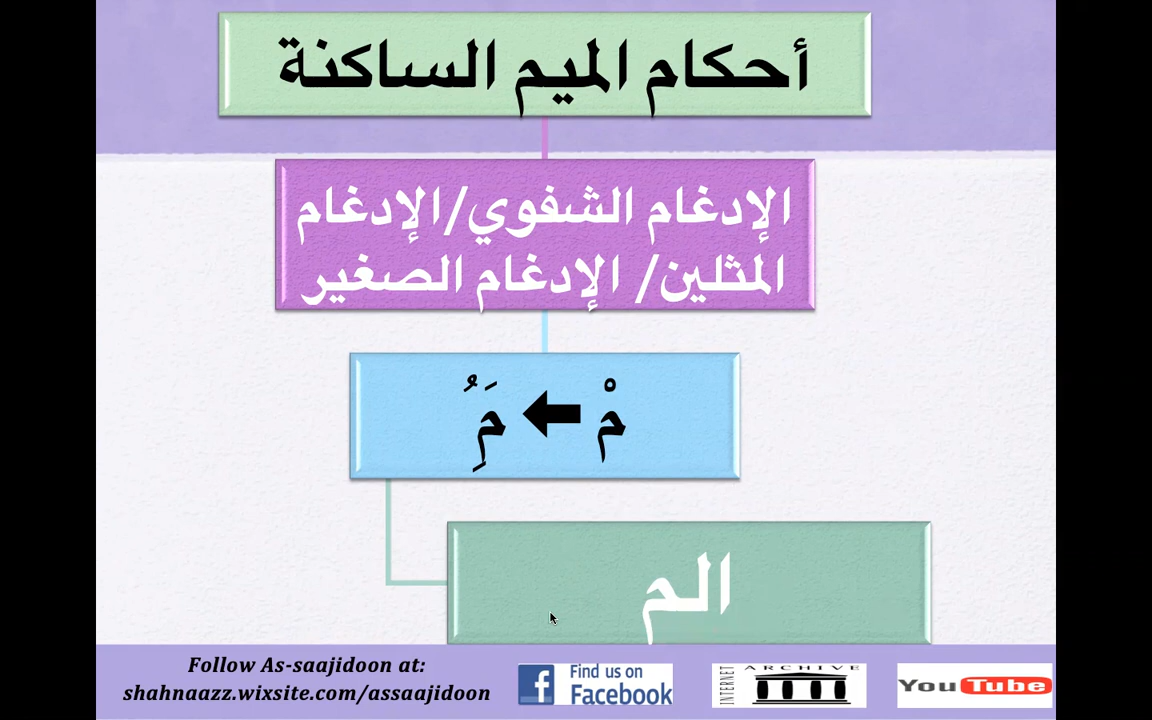 أحكام الميم الساكنة
الإدغام الشفوي/الإدغام
المثلين/ الإدغام الصغير
مْ ⬅ مَِ ُ
الم
Follow As-saajidoon at:
shahnaazz.wixsite.com/assaajidoon
Find us on
Facebook
INTERNET
ARCHIVE
YouTube